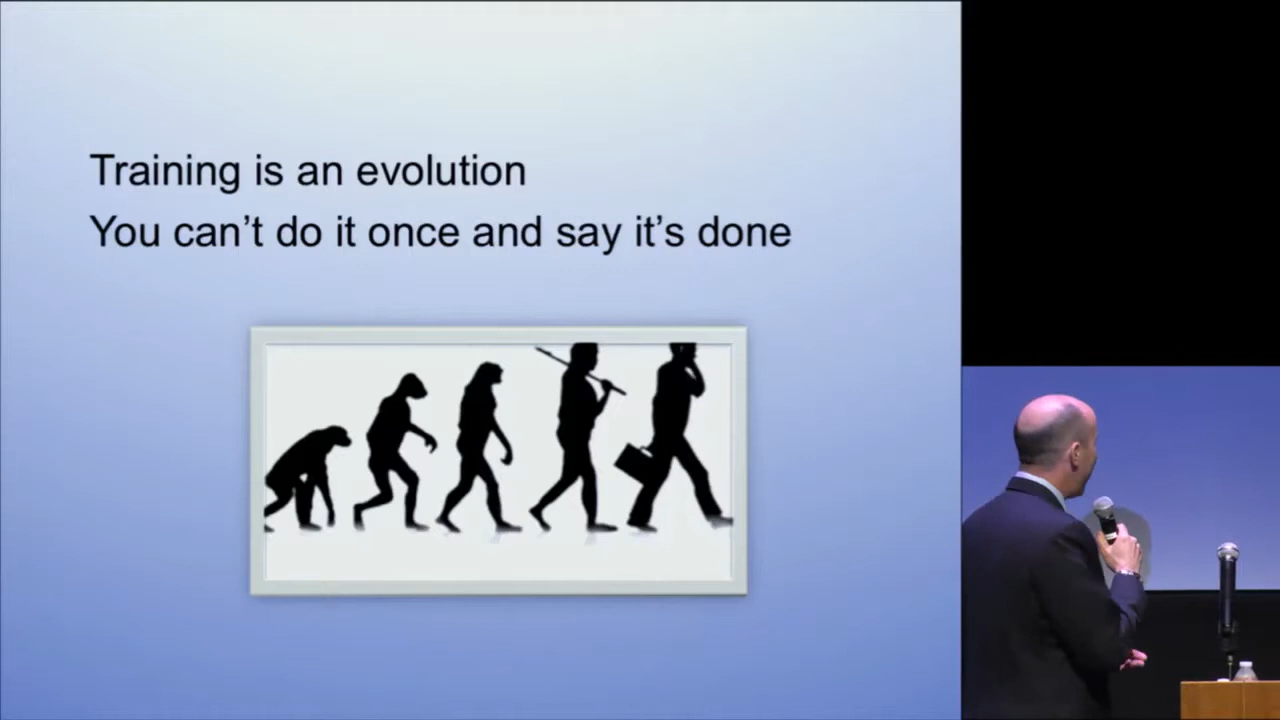 Training is an evolution
You can’t do it once and say it’s done